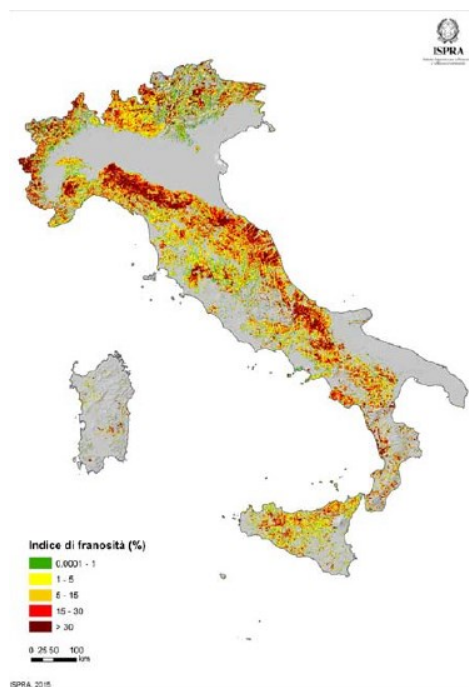 ISPRA
Indice di franosità (%)
0.0001 - 1
1 - 5
5 - 15
15 - 30
> 30
0 25 50 100
km
ISPRA, 2015